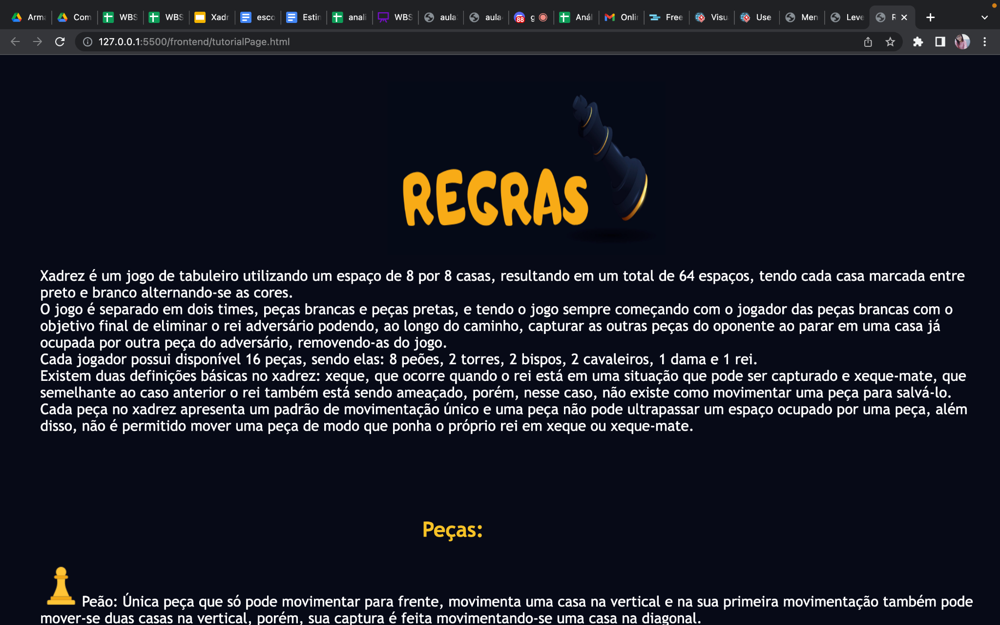 Arma
Com
WBS
WBS
Xadr
esco
Estin
anali
WBS
aula
aula
88
g
Anál
Onlin
Free
Visu
Use
Men
Leve
R
127.0.0.1:5500/frontend/tutorialPage.html
REGRAS
Xadrez é um jogo de tabuleiro utilizando um espaço de 8 por 8 casas, resultando em um total de 64 espaços, tendo cada casa marcada entre
preto e branco alternando-se as cores.
O jogo é separado em dois times, peças brancas e peças pretas, e tendo o jogo sempre começando com o jogador das peças brancas com o
objetivo final de eliminar o rei adversário podendo, ao longo do caminho, capturar as outras peças do oponente ao parar em uma casa já
ocupada por outra peça do adversário, removendo-as do jogo.
Cada jogador possui disponível 16 peças, sendo elas: 8 peões, 2 torres, 2 bispos, 2 cavaleiros, 1 dama e 1 rei.
Existem duas definições básicas no xadrez: xeque, que ocorre quando o rei está em uma situação que pode ser capturado e xeque-mate, que
semelhante ao caso anterior o rei também está sendo ameaçado, porém, nesse caso, não existe como movimentar uma peça para salvá-lo.
Cada peça no xadrez apresenta um padrão de movimentação único e uma peça não pode ultrapassar um espaço ocupado por uma peça, além
disso, não é permitido mover uma peça de modo que ponha o próprio rei em xeque ou xeque-mate.
Peças:
Peão: Única peça que só pode movimentar para frente, movimenta uma casa na vertical e na sua primeira movimentação também pode
mover-se duas casas na vertical, porém, sua captura é feita movimentando-se uma casa na diagonal.